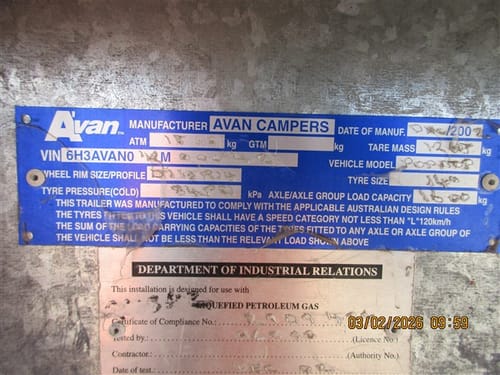 Avan
MANUFACTURER AVAN CAMPERS DATE OF MANUF. /200
ATM kg GTM kg TARE MASS kg
VIN 6H3AVAN0 VEHICLE MODEL
WHEEL RIM SIZE/PROFILE TYRE SIZE
TYRE PRESSURE(COLD) kPa AXLE/AXLE GROUP LOAD CAPACITY kg
THIS TRAILER WAS MANUFACTURED TO COMPLY WITH THE APPLICABLE AUSTRALIAN DESIGN RULES
THE TYRES FITTED TO THIS VEHICLE SHALL HAVE A SPEED CATEGORY NOT LESS THAN "L"120km/h
THE SUM OF THE LOAD CARRYING CAPACITIES OF THE TYRES FITTED TO ANY AXLE OR AXLE GROUP OF
THE VEHICLE SHALL NOT BE LESS THAN THE RELEVANT LOAD SHOWN ABOVE
DEPARTMENT OF INDUSTRIAL RELATIONS
This installation is designed for use with
LIQUEFIED PETROLEUM GAS
Certificate of Compliance No.:
Tested by: (Licence No.)
Contractor: (Authority No.)
Date of test:
03/02/2026 09:59